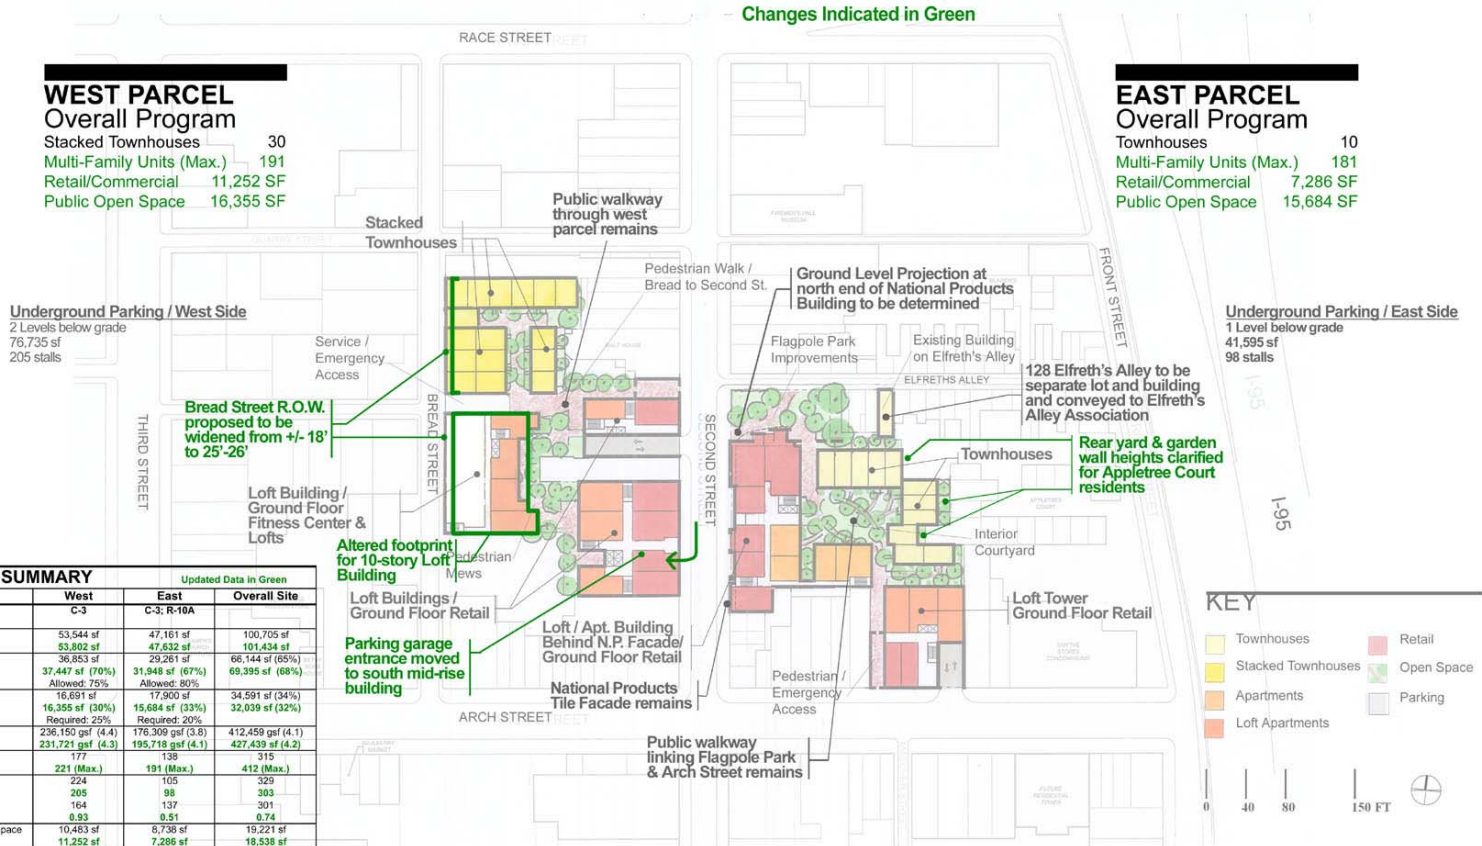 Changes Indicated in Green
RACE STREET
WEST PARCEL
Overall Program
Stacked Townhouses 30
Multi-Family Units (Max.) 191
Retail/Commercial 11,252 SF
Public Open Space 16,355 SF
EAST PARCEL
Overall Program
Townhouses 10
Multi-Family Units (Max.) 181
Retail/Commercial 7,286 SF
Public Open Space 15,684 SF
Stacked
Townhouses
Public walkway
through west
parcel remains
Pedestrian Walk /
Bread to Second St.
Ground Level Projection at
north end of National Products
Building to be determined
FRONT STREET
Underground Parking / West Side
2 Levels below grade
76,735 sf
205 stalls
Underground Parking / East Side
1 Level below grade
41,595 sf
98 stalls
Service /
Emergency
Access
Flagpole Park
Improvements
Existing Building
on Elfreth's Alley
ELFRETHS ALLEY
128 Elfreth's Alley to be
separate lot and building
and conveyed to Elfreth's
Alley Association
I-95
Bread Street R.O.W.
proposed to be
widened from +/- 18'
to 25'-26'
THIRD STREET
BREAD STREET
SECOND STREET
Townhouses
Rear yard & garden
wall heights clarified
for Appletree Court
residents
Loft Building /
Ground Floor
Fitness Center &
Lofts
I-95
Interior
Courtyard
Altered footprint
for 10-story Loft
Building
Pedestrian
Mews
Loft Buildings /
Ground Floor Retail
Loft Tower
Ground Floor Retail
Loft / Apt. Building
Behind N.P. Facade/
Ground Floor Retail
Parking garage
entrance moved
to south mid-rise
building
National Products
Tile Facade remains
Pedestrian /
Emergency
Access
ARCH STREET
Public walkway
linking Flagpole Park
& Arch Street remains
SUMMARY Updated Data in Green
West East Overall Site
C-3 C-3; R-10A
53,544 sf 47,161 sf 100,705 sf
53,802 sf 47,632 sf 101,434 sf
36,853 sf 29,261 sf 66,144 sf (65%)
37,447 sf (70%) 31,948 sf (67%) 69,395 sf (68%)
Allowed: 75% Allowed: 80%
16,691 sf 17,900 sf 34,591 sf (34%)
16,355 sf (30%) 15,684 sf (33%) 32,039 sf (32%)
Required: 25% Required: 20%
236,150 gsf (4.4) 176,309 gsf (3.8) 412,459 gsf (4.1)
231,721 gsf (4.3) 195,718 gsf (4.1) 427,439 sf (4.2)
177 138 315
221 (Max.) 191 (Max.) 412 (Max.)
224 105 329
205 98 303
164 137 301
0.93 0.51 0.74
pace 10,483 sf 8,738 sf 19,221 sf
11,252 sf 7,286 sf 18,538 sf
KEY
Townhouses
Stacked Townhouses
Apartments
Loft Apartments
Retail
Open Space
Parking
0 40 80 150 FT